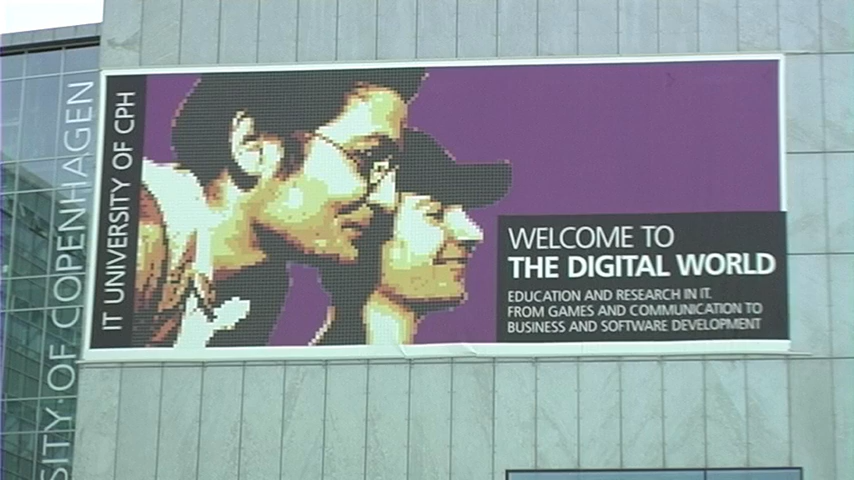 SITY OF COPENHAGEN
IT UNIVERSITY OF CPH
WELCOME TO
THE DIGITAL WORLD
EDUCATION AND RESEARCH IN IT.
FROM GAMES AND COMMUNICATION TO
BUSINESS AND SOFTWARE DEVELOPMENT